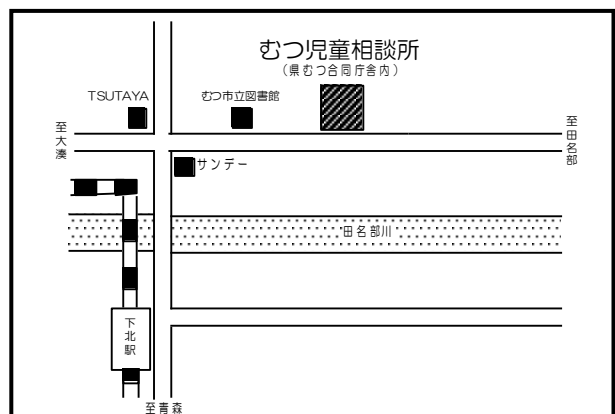 むつ児童相談所
(県むつ合同庁舎内)
TSUTAYA
むつ市立図書館
至大湊
至田名部
サンデー
田名部川
下北駅
至青森